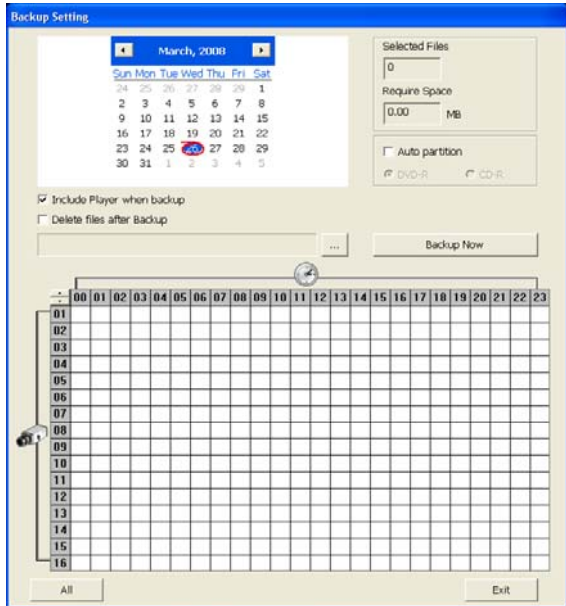 Backup Setting
March, 2008
Sun Mon Tue Wed Thu Fri Sat
24 25 26 27 28 29 1
2 3 4 5 6 7 8
9 10 11 12 13 14 15
16 17 18 19 20 21 22
23 24 25 26 27 28 29
30 31 1 2 3 4 5
Selected Files
0
Require Space
0.00 MB
Auto partition
DVD-R CD-R
Include Player when backup
Delete files after Backup
... Backup Now
00 01 02 03 04 05 06 07 08 09 10 11 12 13 14 15 16 17 18 19 20 21 22 23
01
02
03
04
05
06
07
08
09
10
11
12
13
14
15
16
All Exit